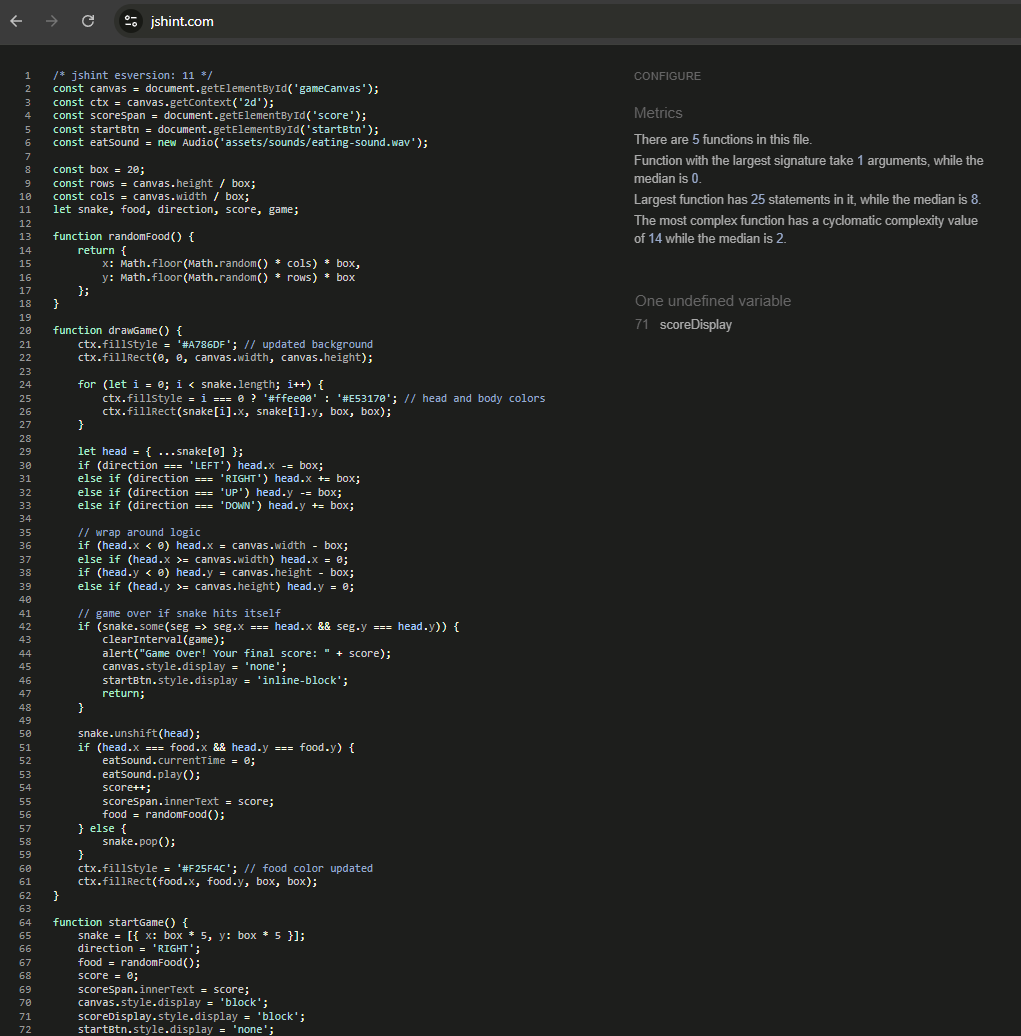 jshint.com
1 /* jshint esversion: 11 */
2 const canvas = document.getElementById('gameCanvas');
3 const ctx = canvas.getContext('2d');
4 const scoreSpan = document.getElementById('score');
5 const startBtn = document.getElementById('startBtn');
6 const eatSound = new Audio('assets/sounds/eating-sound.wav');
7
8 const box = 20;
9 const rows = canvas.height / box;
10 const cols = canvas.width / box;
11 let snake, food, direction, score, game;
12
13 function randomFood() {
14     return {
15         x: Math.floor(Math.random() * cols) * box,
16         y: Math.floor(Math.random() * rows) * box
17     };
18 }
19
20 function drawGame() {
21     ctx.fillStyle = '#A786DF'; // updated background
22     ctx.fillRect(0, 0, canvas.width, canvas.height);
23
24     for (let i = 0; i < snake.length; i++) {
25         ctx.fillStyle = i === 0 ? '#ffee00' : '#E53170'; // head and body colors
26         ctx.fillRect(snake[i].x, snake[i].y, box, box);
27     }
28
29     let head = { ...snake[0] };
30     if (direction === 'LEFT') head.x -= box;
31     else if (direction === 'RIGHT') head.x += box;
32     else if (direction === 'UP') head.y -= box;
33     else if (direction === 'DOWN') head.y += box;
34
35     // wrap around logic
36     if (head.x < 0) head.x = canvas.width - box;
37     else if (head.x >= canvas.width) head.x = 0;
38     if (head.y < 0) head.y = canvas.height - box;
39     else if (head.y >= canvas.height) head.y = 0;
40
41     // game over if snake hits itself
42     if (snake.some(seg => seg.x === head.x && seg.y === head.y)) {
43         clearInterval(game);
44         alert("Game Over! Your final score: " + score);
45         canvas.style.display = 'none';
46         startBtn.style.display = 'inline-block';
47         return;
48     }
49
50     snake.unshift(head);
51     if (head.x === food.x && head.y === food.y) {
52         eatSound.currentTime = 0;
53         eatSound.play();
54         score++;
55         scoreSpan.innerText = score;
56         food = randomFood();
57     } else {
58         snake.pop();
59     }
60     ctx.fillStyle = '#F25F4C'; // food color updated
61     ctx.fillRect(food.x, food.y, box, box);
62 }
63
64 function startGame() {
65     snake = [{ x: box * 5, y: box * 5 }];
66     direction = 'RIGHT';
67     food = randomFood();
68     score = 0;
69     scoreSpan.innerText = score;
70     canvas.style.display = 'block';
71     scoreDisplay.style.display = 'block';
72     startBtn.style.display = 'none';
CONFIGURE
Metrics
There are 5 functions in this file.
Function with the largest signature take 1 arguments, while the
median is 0.
Largest function has 25 statements in it, while the median is 8.
The most complex function has a cyclomatic complexity value
of 14 while the median is 2.
One undefined variable
71 scoreDisplay